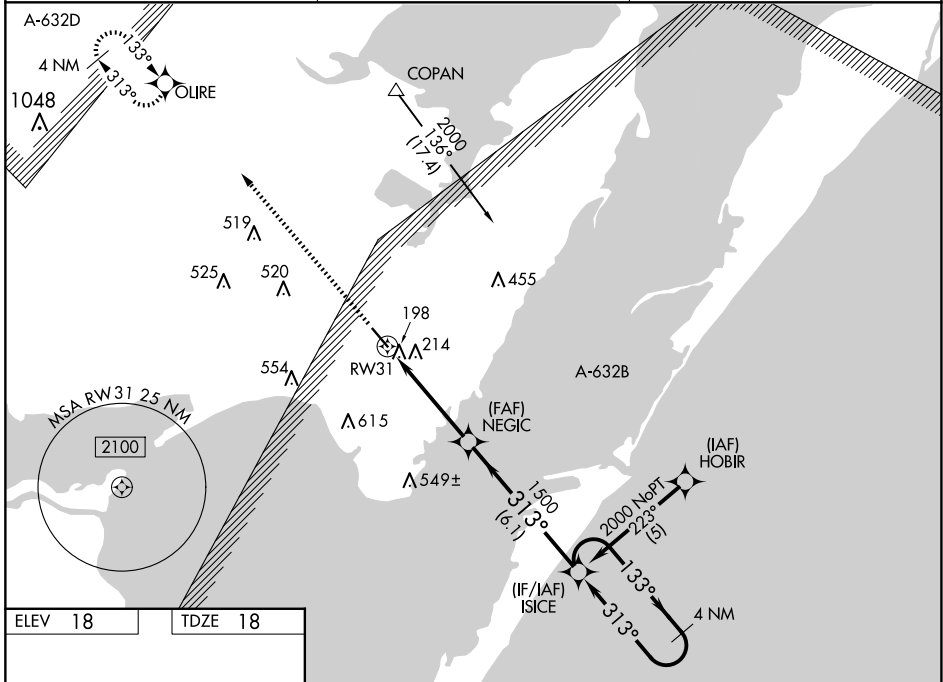 A-632D
133°
4 NM
313°
OLIRE
1048
COPAN
2000
136°
(17.4)
519
525
520
455
198
214
RW31
554
A-632B
615
MSA RW31 25 NM
2100
(FAF)
NEGIC
(IAF)
HOBIR
549±
1500
313°
(6.1)
2000 NoPT
223°
(5)
(IF/IAF)
ISICE
133°
313°
4 NM
ELEV 18
TDZE 18